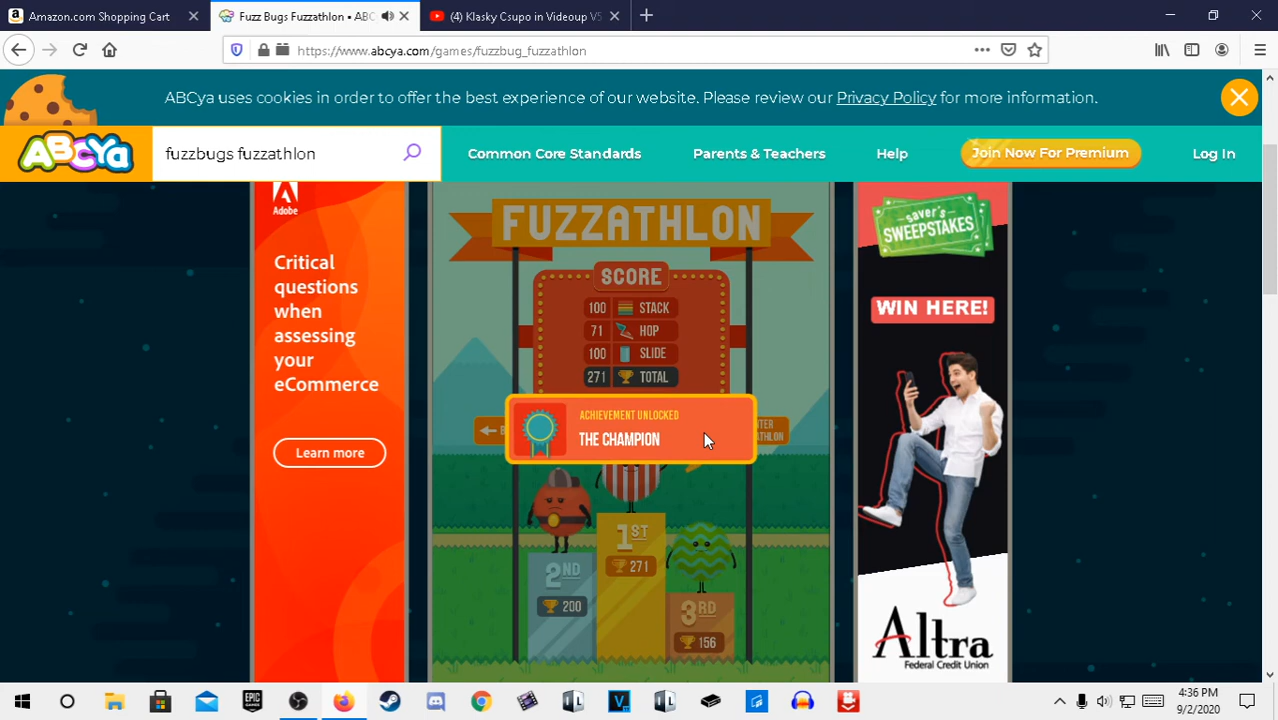 Amazon.com Shopping Cart
Fuzz Bugs Fuzzathlon • ABC
(4) Klasky Csupo in Videoup V5
https://www.abcya.com/games/fuzzbug_fuzzathlon
ABCya uses cookies in order to offer the best experience of our website. Please review our Privacy Policy for more information.
ABCYa
fuzzbugs fuzzathlon
Common Core Standards
Parents & Teachers
Help
Join Now For Premium
Log In
Adobe
Critical
questions
when
assessing
your
eCommerce
Learn more
FUZZATHLON
SCORE
100 STACK
71 HOP
100 SLIDE
271 TOTAL
ACHIEVEMENT UNLOCKED
THE CHAMPION
1ST
271
2ND
200
3RD
156
saver's
SWEEPSTAKES
WIN HERE!
Altra
Federal Credit Union
EPIC
GAMES
4:36 PM
9/2/2020